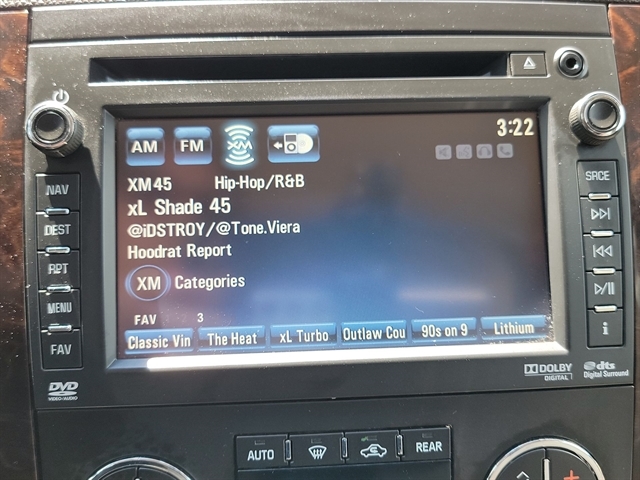 AM FM XM
3:22
XM45 Hip-Hop/R&B
xL Shade 45
@iDSTROY/@Tone.Viera
Hoodrat Report
XM Categories
FAV 3
Classic Vin The Heat xL Turbo Outlaw Cou 90s on 9 Lithium
NAV
DEST
RPT
MENU
FAV
SRCE
i
DVD
VIDEO/AUDIO
DOLBY
DIGITAL
dts
Digital Surround
AUTO
REAR